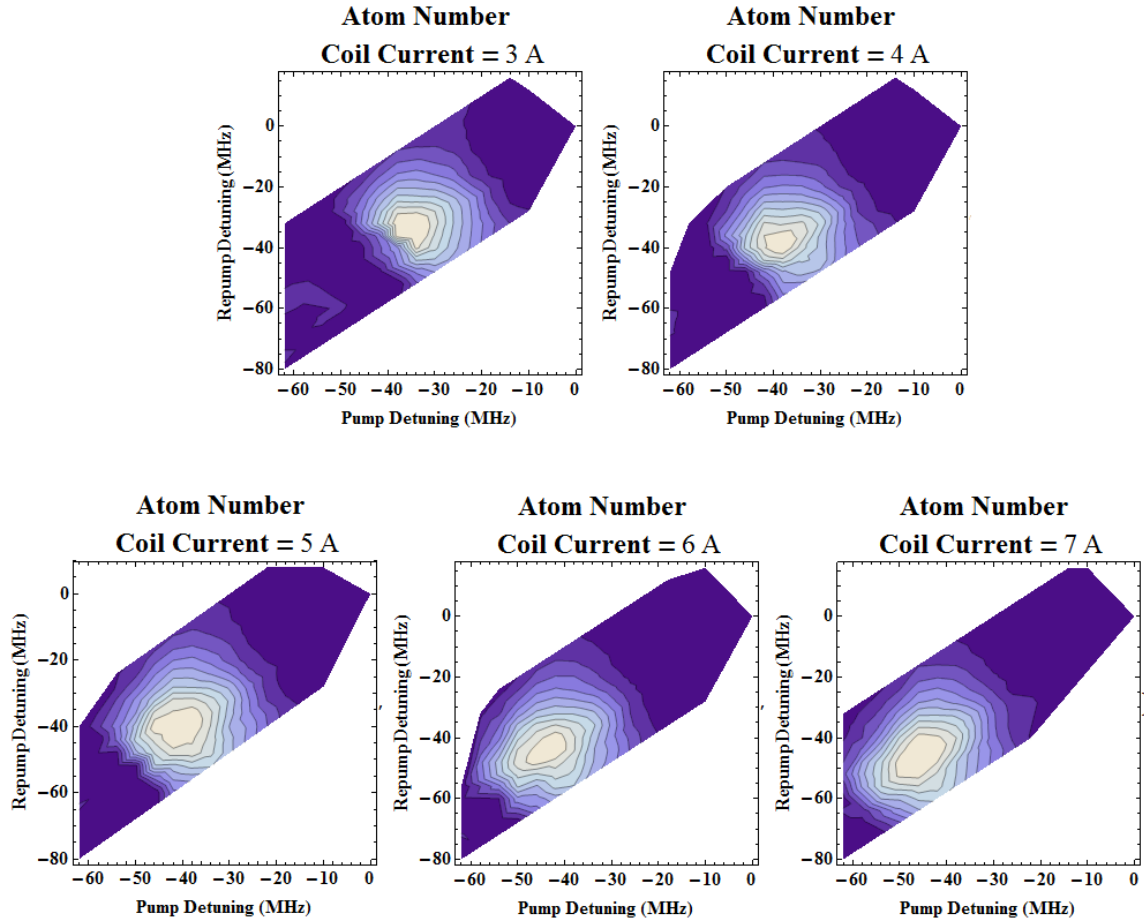 Atom Number
Coil Current = 3 A
0
−20
−40
−60
−80
Repump Detuning (MHz)
−60 −50 −40 −30 −20 −10 0
Pump Detuning (MHz)
Atom Number
Coil Current = 4 A
0
−20
−40
−60
−80
Repump Detuning (MHz)
−60 −50 −40 −30 −20 −10 0
Pump Detuning (MHz)
Atom Number
Coil Current = 5 A
0
−20
−40
−60
−80
Repump Detuning (MHz)
−60 −50 −40 −30 −20 −10 0
Pump Detuning (MHz)
,
Atom Number
Coil Current = 6 A
0
−20
−40
−60
−80
Repump Detuning (MHz)
−60 −50 −40 −30 −20 −10 0
Pump Detuning (MHz)
,
Atom Number
Coil Current = 7 A
0
−20
−40
−60
−80
Repump Detuning (MHz)
−60 −50 −40 −30 −20 −10 0
Pump Detuning (MHz)